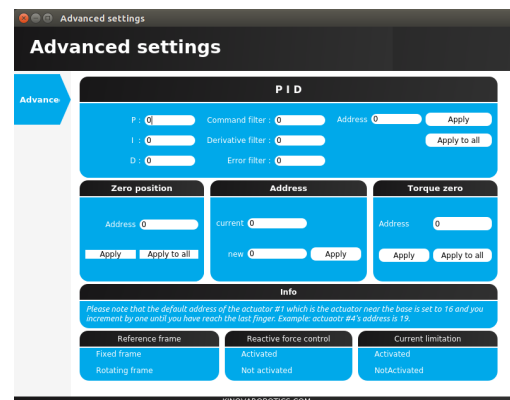 Advanced settings
Advanced settings
Advance
PID
P : 0 Command filter : 0 Address 0 Apply
I : 0 Derivative filter : 0 Apply to all
D : 0 Error filter : 0
Zero position Address Torque zero
Address 0 current 0 Address 0
Apply Apply to all new 0 Apply Apply Apply to all
Info
Please note that the default address of the actuator #1 which is the actuator near the base is set to 16 and you
increment by one until you have reach the last finger. Example: actuaotr #4's address is 19.
Reference frame Reactive force control Current limitation
Fixed frame Activated Activated
Rotating frame Not activated NotActivated
KINOVAROBOTICS.COM